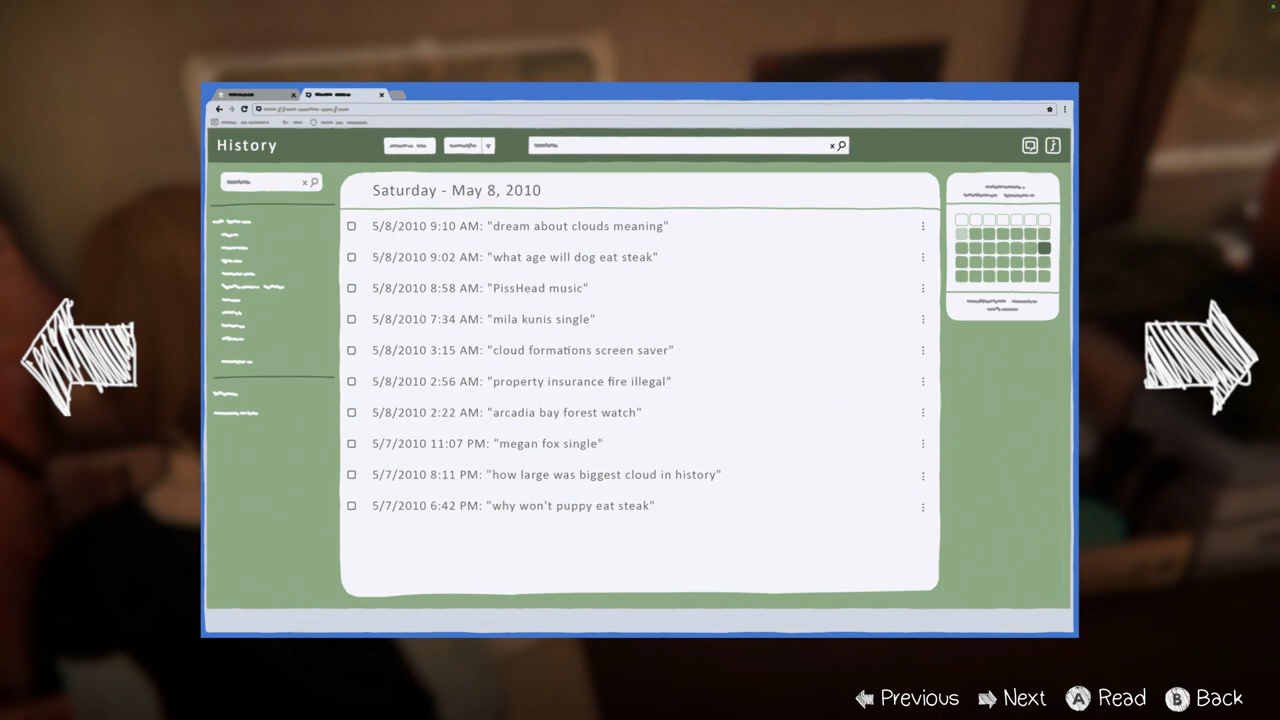 History
Saturday - May 8, 2010
5/8/2010 9:10 AM: "dream about clouds meaning"
5/8/2010 9:02 AM: "what age will dog eat steak"
5/8/2010 8:58 AM: "PissHead music"
5/8/2010 7:34 AM: "mila kunis single"
5/8/2010 3:15 AM: "cloud formations screen saver"
5/8/2010 2:56 AM: "property insurance fire illegal"
5/8/2010 2:22 AM: "arcadia bay forest watch"
5/7/2010 11:07 PM: "megan fox single"
5/7/2010 8:11 PM: "how large was biggest cloud in history"
5/7/2010 6:42 PM: "why won't puppy eat steak"
Previous Next A Read B Back